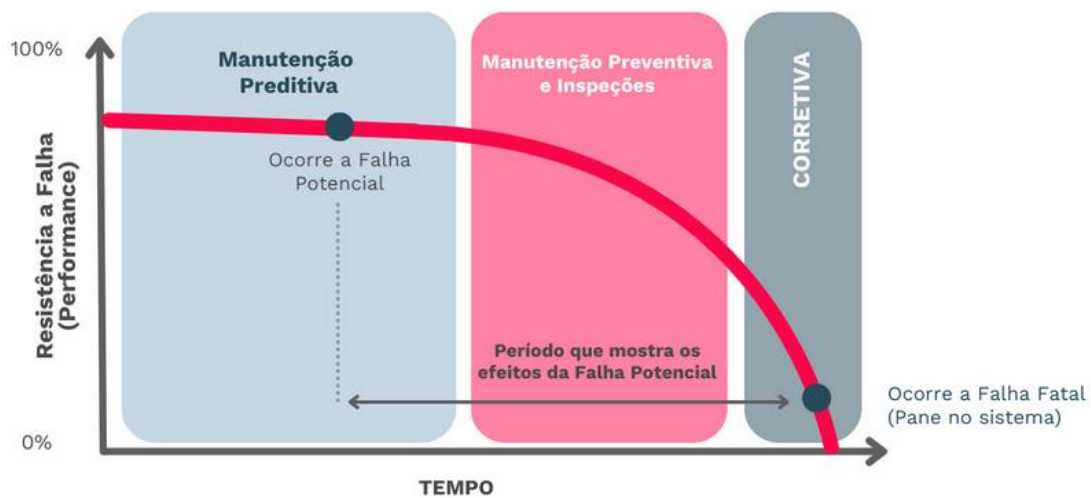 100%
Resistência a Falha
(Performance)
0%
Manutenção
Preditiva
Ocorre a Falha
Potencial
Manutenção Preventiva
e Inspeções
CORRETIVA
Período que mostra os
efeitos da Falha Potencial
Ocorre a Falha Fatal
(Pane no sistema)
TEMPO